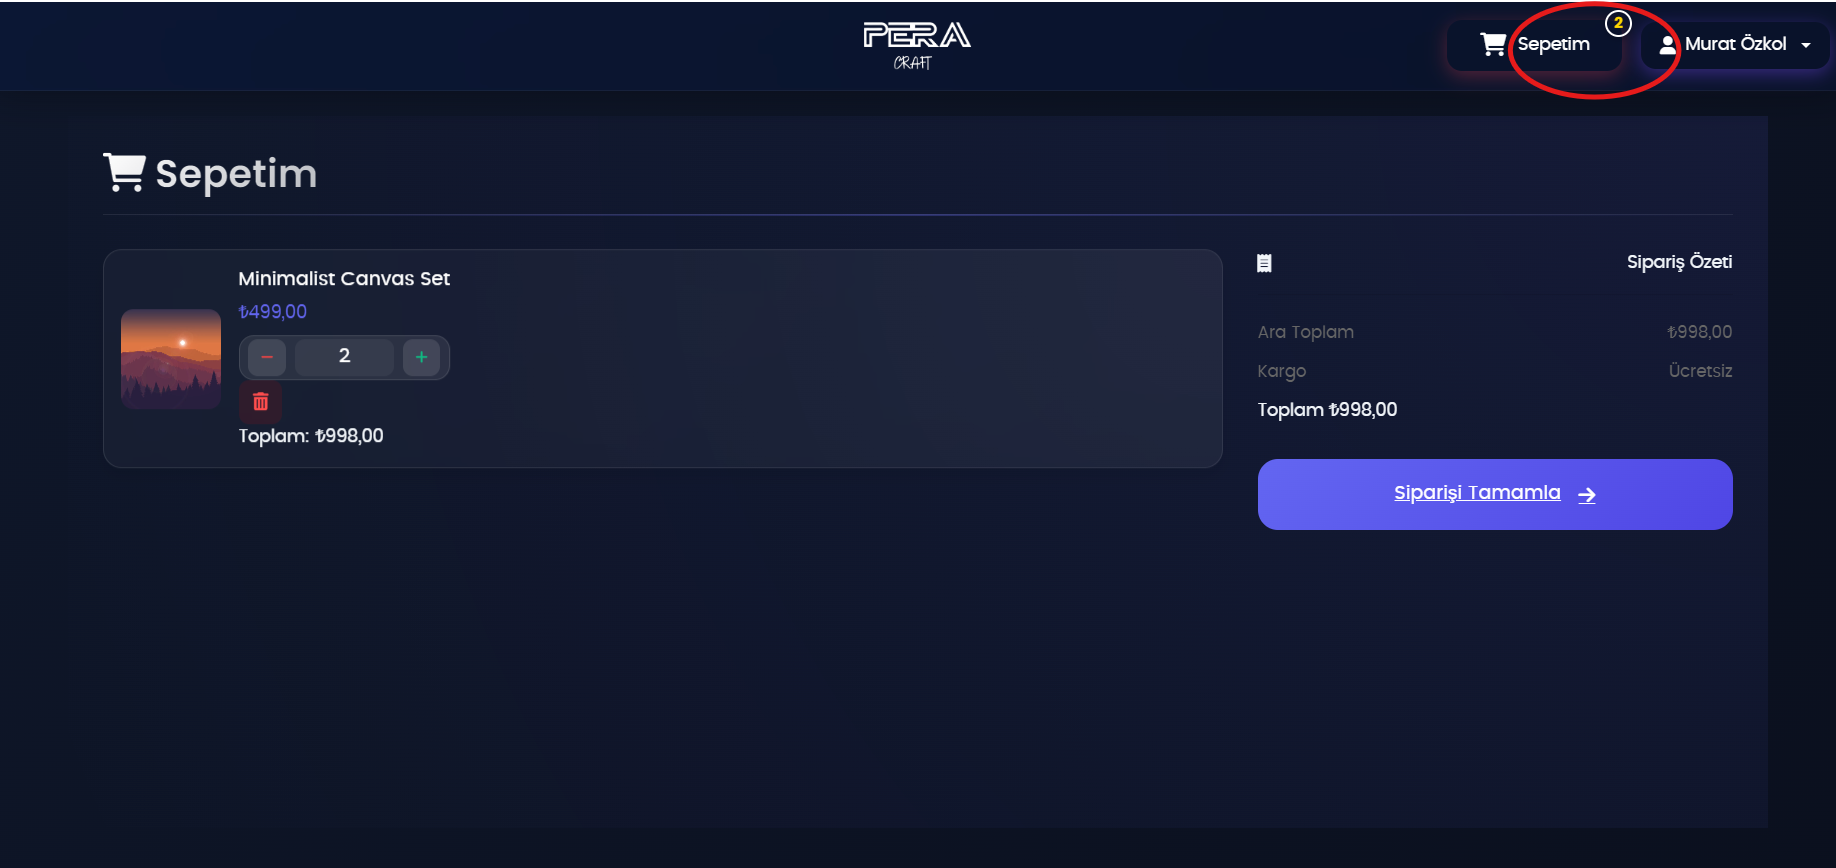 PERA
CRAFT
Sepetim
2
Murat Özkol
Sepetim
Minimalist Canvas Set
₺499,00
2
Toplam: ₺998,00
Sipariş Özeti
Ara Toplam ₺998,00
Kargo Ücretsiz
Toplam ₺998,00
Siparişi Tamamla